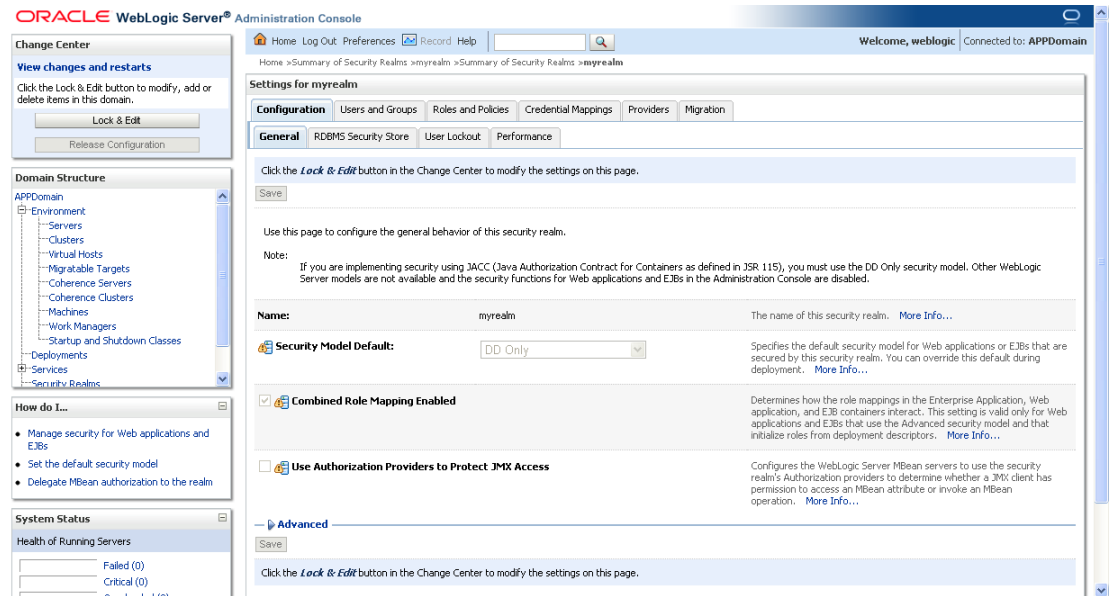 ORACLE WebLogic Server® Administration Console
Change Center
View changes and restarts
Click the Lock & Edit button to modify, add or
delete items in this domain.
Lock & Edit
Release Configuration
Domain Structure
APPDomain
Environment
Servers
Clusters
Virtual Hosts
Migratable Targets
Coherence Servers
Coherence Clusters
Machines
Work Managers
Startup and Shutdown Classes
Deployments
Services
Security Realms
How do I...
Manage security for Web applications and
EJBs
Set the default security model
Delegate MBean authorization to the realm
System Status
Health of Running Servers
Failed (0)
Critical (0)
Home Log Out Preferences Record Help
Welcome, weblogic Connected to: APPDomain
Home >Summary of Security Realms >myrealm >Summary of Security Realms >myrealm
Settings for myrealm
Configuration Users and Groups Roles and Policies Credential Mappings Providers Migration
General RDBMS Security Store User Lockout Performance
Click the Lock & Edit button in the Change Center to modify the settings on this page.
Save
Use this page to configure the general behavior of this security realm.
Note:
If you are implementing security using JACC (Java Authorization Contract for Containers as defined in JSR 115), you must use the DD Only security model. Other WebLogic
Server models are not available and the security functions for Web applications and EJBs in the Administration Console are disabled.
Name: myrealm The name of this security realm. More Info...
Security Model Default: DD Only
Specifies the default security model for Web applications or EJBs that are
secured by this security realm. You can override this default during
deployment. More Info...
Combined Role Mapping Enabled
Determines how the role mappings in the Enterprise Application, Web
application, and EJB containers interact. This setting is valid only for Web
applications and EJBs that use the Advanced security model and that
initialize roles from deployment descriptors. More Info...
Use Authorization Providers to Protect JMX Access
Configures the WebLogic Server MBean servers to use the security
realm's Authorization providers to determine whether a JMX client has
permission to access an MBean attribute or invoke an MBean
operation. More Info...
Advanced
Save
Click the Lock & Edit button in the Change Center to modify the settings on this page.